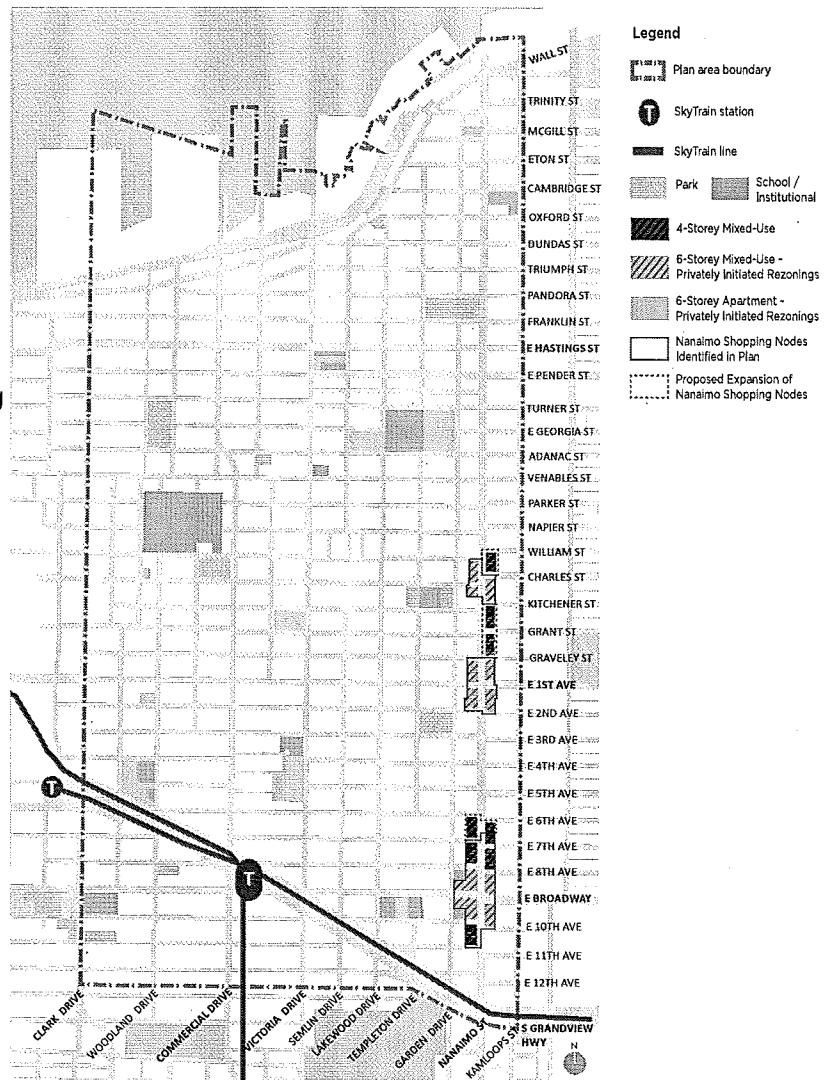 Legend
Plan area boundary
T
SkyTrain station
SkyTrain line
Park
School /
Institutional
4-Storey Mixed-Use
6-Storey Mixed-Use -
Privately Initiated Rezonings
6-Storey Apartment -
Privately Initiated Rezonings
Nanaimo Shopping Nodes
Identified in Plan
Proposed Expansion of
Nanaimo Shopping Nodes
WALL ST
TRINITY ST
MCGILL ST
ETON ST
CAMBRIDGE ST
OXFORD ST
DUNDAS ST
TRIUMPH ST
PANDORA ST
FRANKLIN ST
E HASTINGS ST
E PENDER ST
TURNER ST
E GEORGIA ST
ADANAC ST
VENABLES ST
PARKER ST
NAPIER ST
WILLIAM ST
CHARLES ST
KITCHENER ST
GRANT ST
GRAVELEY ST
E 1ST AVE
E 2ND AVE
E 3RD AVE
E 4TH AVE
E 5TH AVE
E 6TH AVE
E 7TH AVE
E 8TH AVE
E BROADWAY
E 10TH AVE
E 11TH AVE
E 12TH AVE
S GRANDVIEW
HWY
T
T
CLARK DRIVE
WOODLAND DRIVE
COMMERCIAL DRIVE
VICTORIA DRIVE
SEMLIN DRIVE
LAKEWOOD DRIVE
TEMPLETON DRIVE
GARDEN DRIVE
NANAIMO ST
KAMLOOPS ST
N